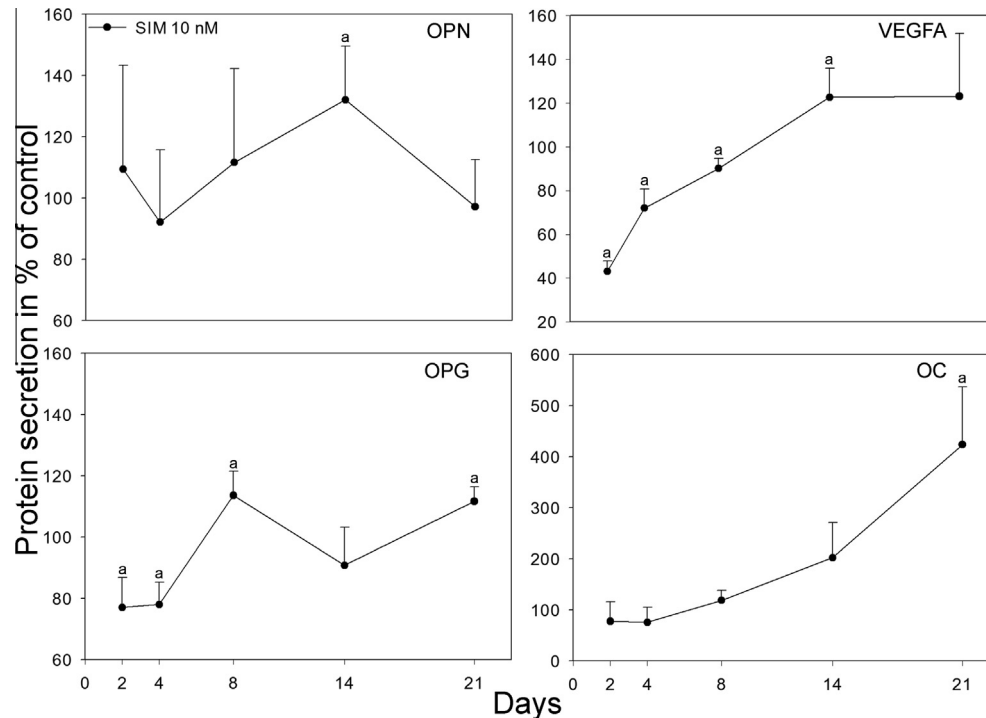 Protein secretion in % of control
160
140
120
100
80
60
SIM 10 nM
OPN
a
160
140
120
100
80
60
40
20
VEGFA
a
a
a
a
160
140
120
100
80
60
OPG
a
a
a
a
0 2 4 8 14 21
600
500
400
300
200
100
0
OC
a
0 2 4 8 14 21
Days